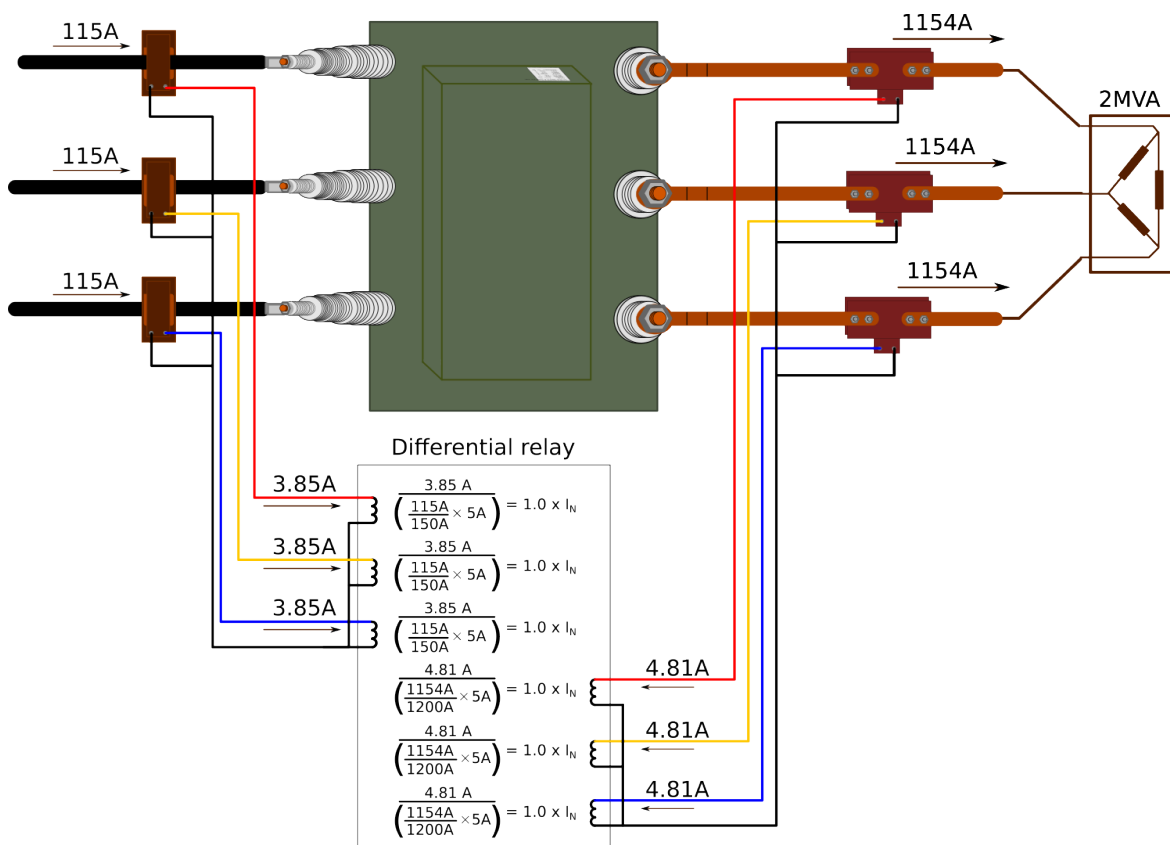 115A
1154A
2MVA
115A
1154A
115A
1154A
Differential relay
3.85A
3.85 A
(115A/150A × 5A) = 1.0 x I_N
3.85A
3.85 A
(115A/150A × 5A) = 1.0 x I_N
3.85A
3.85 A
(115A/150A × 5A) = 1.0 x I_N
4.81 A
(1154A/1200A × 5A) = 1.0 x I_N
4.81A
4.81 A
(1154A/1200A × 5A) = 1.0 x I_N
4.81A
4.81 A
(1154A/1200A × 5A) = 1.0 x I_N
4.81A